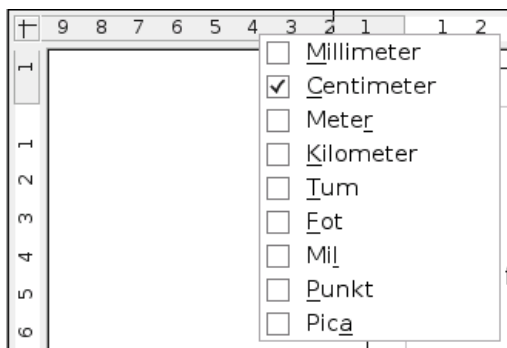 9 8 7 6 5 4 3 2 1 1 2
Millimeter
Centimeter
Meter
Kilometer
Tum
Fot
Mil
Punkt
Pica
1
1
2
3
4
5
6